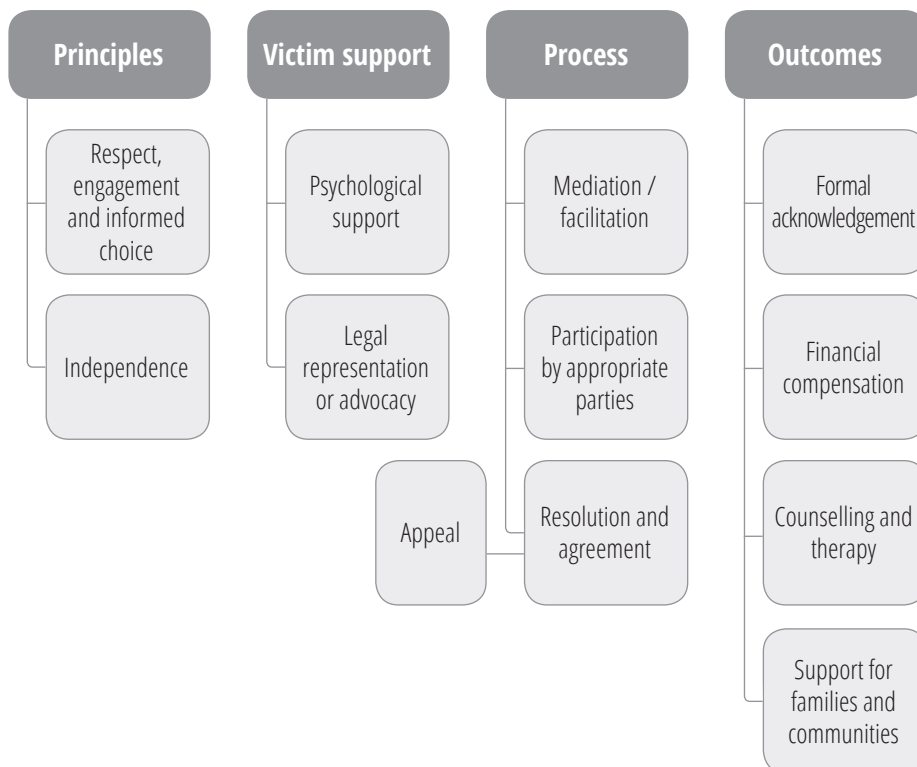 Principles
Respect,
engagement
and informed
choice
Independence
Victim support
Psychological
support
Legal
representation
or advocacy
Process
Mediation /
facilitation
Participation
by appropriate
parties
Resolution and
agreement
Appeal
Outcomes
Formal
acknowledgement
Financial
compensation
Counselling and
therapy
Support for
families and
communities